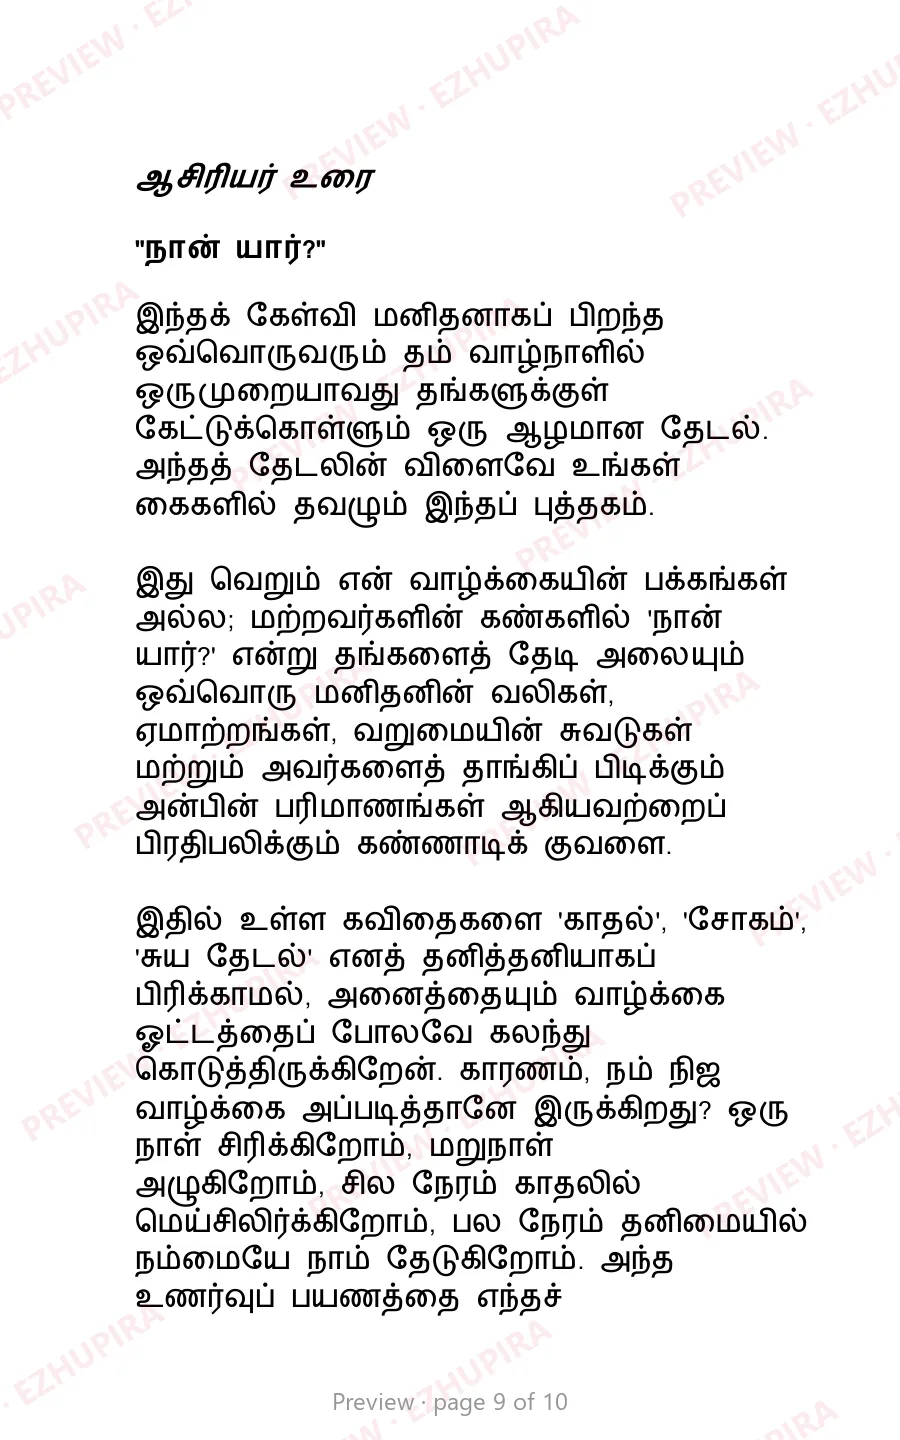 ஆசிரியர் உரை
"நான் யார்?"
இந்தக் கேள்வி மனிதனாகப் பிறந்த
ஒவ்வொருவரும் தம் வாழ்நாளில்
ஒருமுறையாவது தங்களுக்குள்
கேட்டுக்கொள்ளும் ஒரு ஆழமான தேடல்.
அந்தத் தேடலின் விளைவே உங்கள்
கைகளில் தவழும் இந்தப் புத்தகம்.
இது வெறும் என் வாழ்க்கையின் பக்கங்கள்
அல்ல; மற்றவர்களின் கண்களில் 'நான்
யார்?' என்று தங்களைத் தேடி அலையும்
ஒவ்வொரு மனிதனின் வலிகள்,
ஏமாற்றங்கள், வறுமையின் சுவடுகள்
மற்றும் அவர்களைத் தாங்கிப் பிடிக்கும்
அன்பின் பரிமாணங்கள் ஆகியவற்றைப்
பிரதிபலிக்கும் கண்ணாடிக் குவளை.
இதில் உள்ள கவிதைகளை 'காதல்', 'சோகம்',
'சுய தேடல்' எனத் தனித்தனியாகப்
பிரிக்காமல், அனைத்தையும் வாழ்க்கை
ஓட்டத்தைப் போலவே கலந்து
கொடுத்திருக்கிறேன். காரணம், நம் நிஜ
வாழ்க்கை அப்படித்தானே இருக்கிறது? ஒரு
நாள் சிரிக்கிறோம், மறுநாள்
அழுகிறோம், சில நேரம் காதலில்
மெய்சிலிர்க்கிறோம், பல நேரம் தனிமையில்
நம்மையே நாம் தேடுகிறோம். அந்த
உணர்வுப் பயணத்தை எந்தச்
Preview · page 9 of 10
PREVIEW · EZHUPIRA